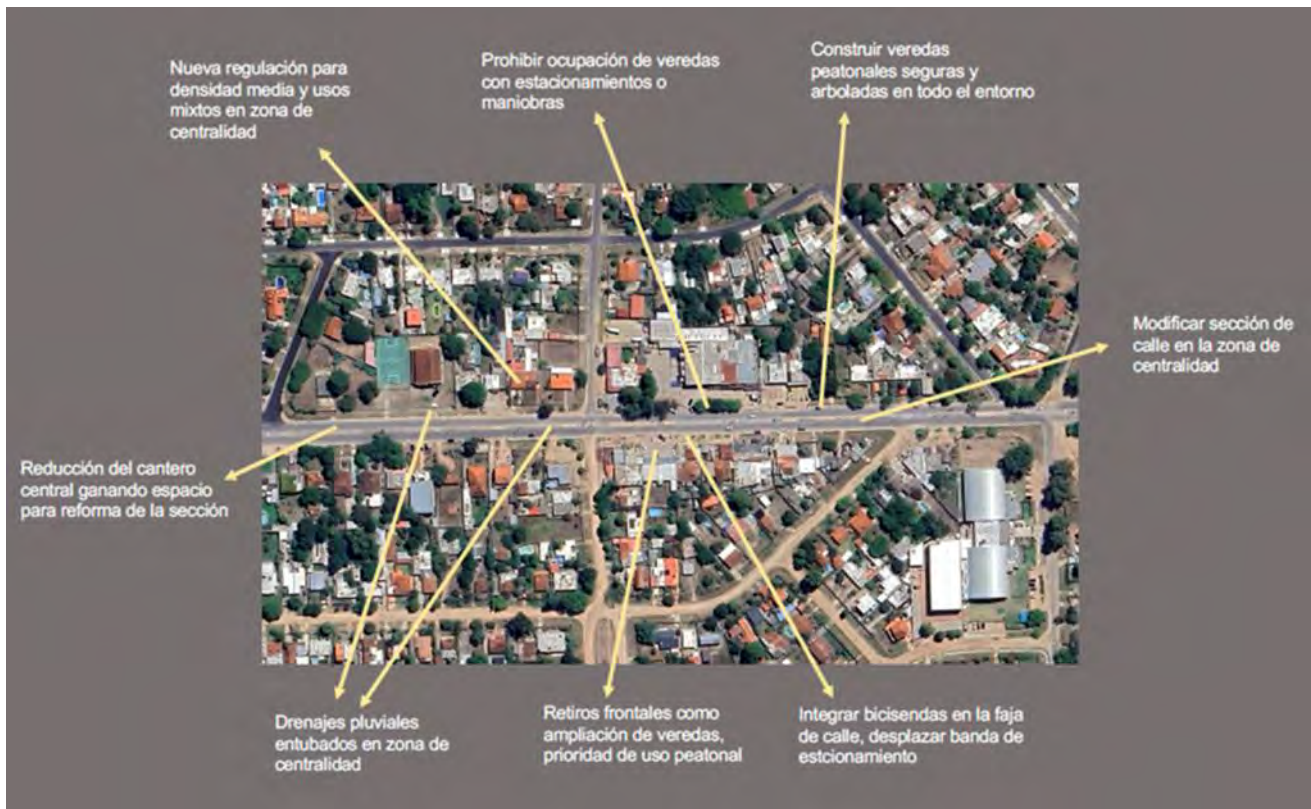 Nueva regulación para
densidad media y usos
mixtos en zona de
centralidad
Prohibir ocupación de veredas
con estacionamientos o
maniobras
Construir veredas
peatonales seguras y
arboladas en todo el entorno
Modificar sección de
calle en la zona de
centralidad
Reducción del cantero
central ganando espacio
para reforma de la sección
Drenajes pluviales
entubados en zona de
centralidad
Retiros frontales como
ampliación de veredas,
prioridad de uso peatonal
Integrar bicisendas en la faja
de calle, desplazar banda de
estcionamiento